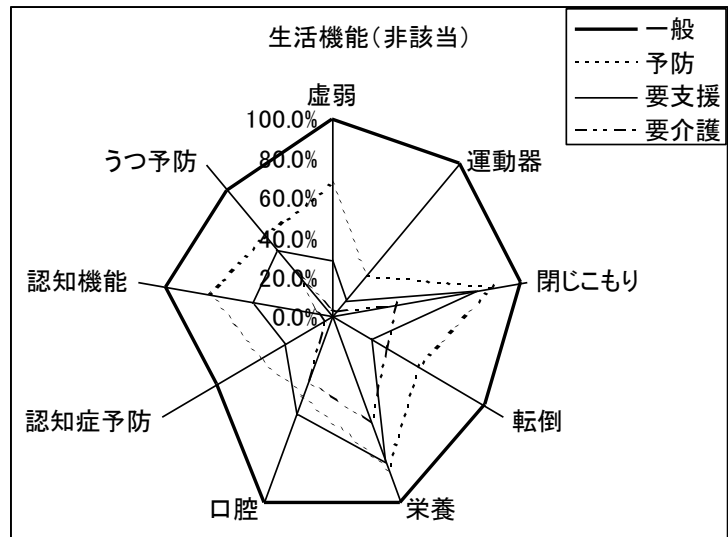 生活機能(非該当)
一般
予防
要支援
要介護
虚弱
運動器
閉じこもり
転倒
栄養
口腔
認知症予防
認知機能
うつ予防
100.0%
80.0%
60.0%
40.0%
20.0%
0.0%